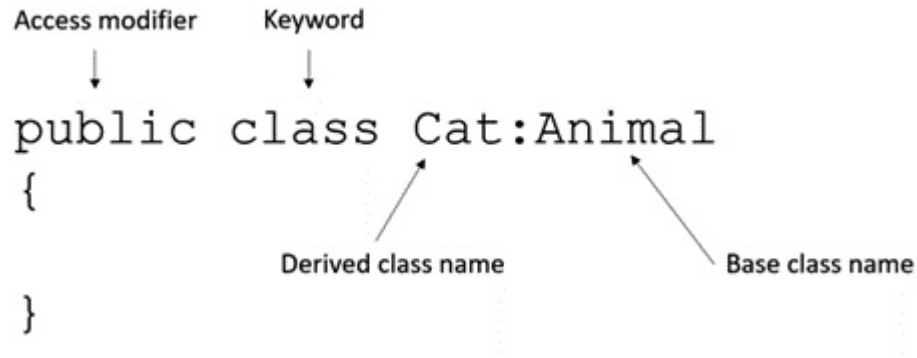 Access modifier Keyword
public class Cat:Animal
{
Derived class name Base class name
}